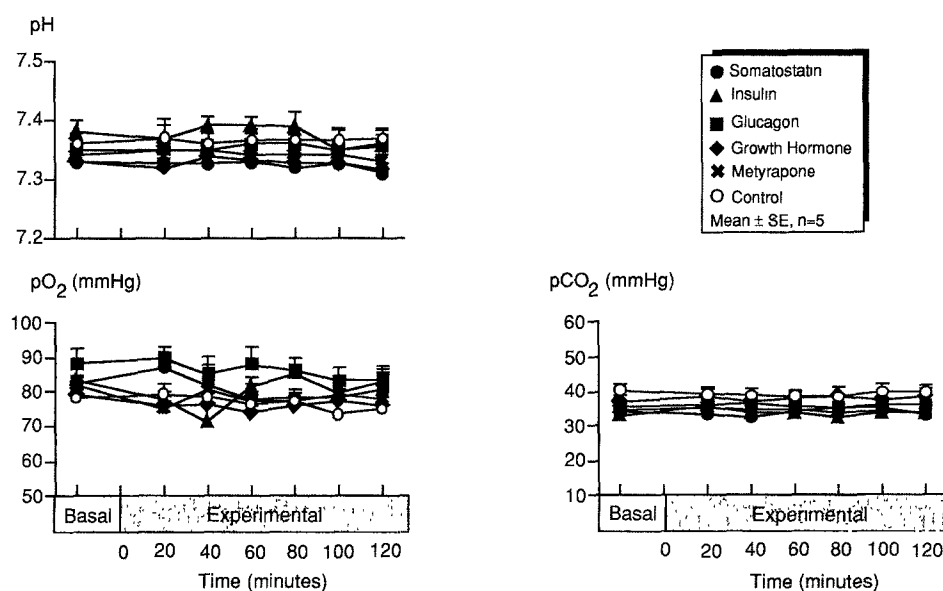 pH
7.5
7.4
7.3
7.2
Somatostatin
Insulin
Glucagon
Growth Hormone
Metyrapone
Control
Mean ± SE, n=5
pO2 (mmHg)
100
90
80
70
60
50
Basal Experimental
0 20 40 60 80 100 120
Time (minutes)
pCO2 (mmHg)
60
50
40
30
20
10
Basal Experimental
0 20 40 60 80 100 120
Time (minutes)